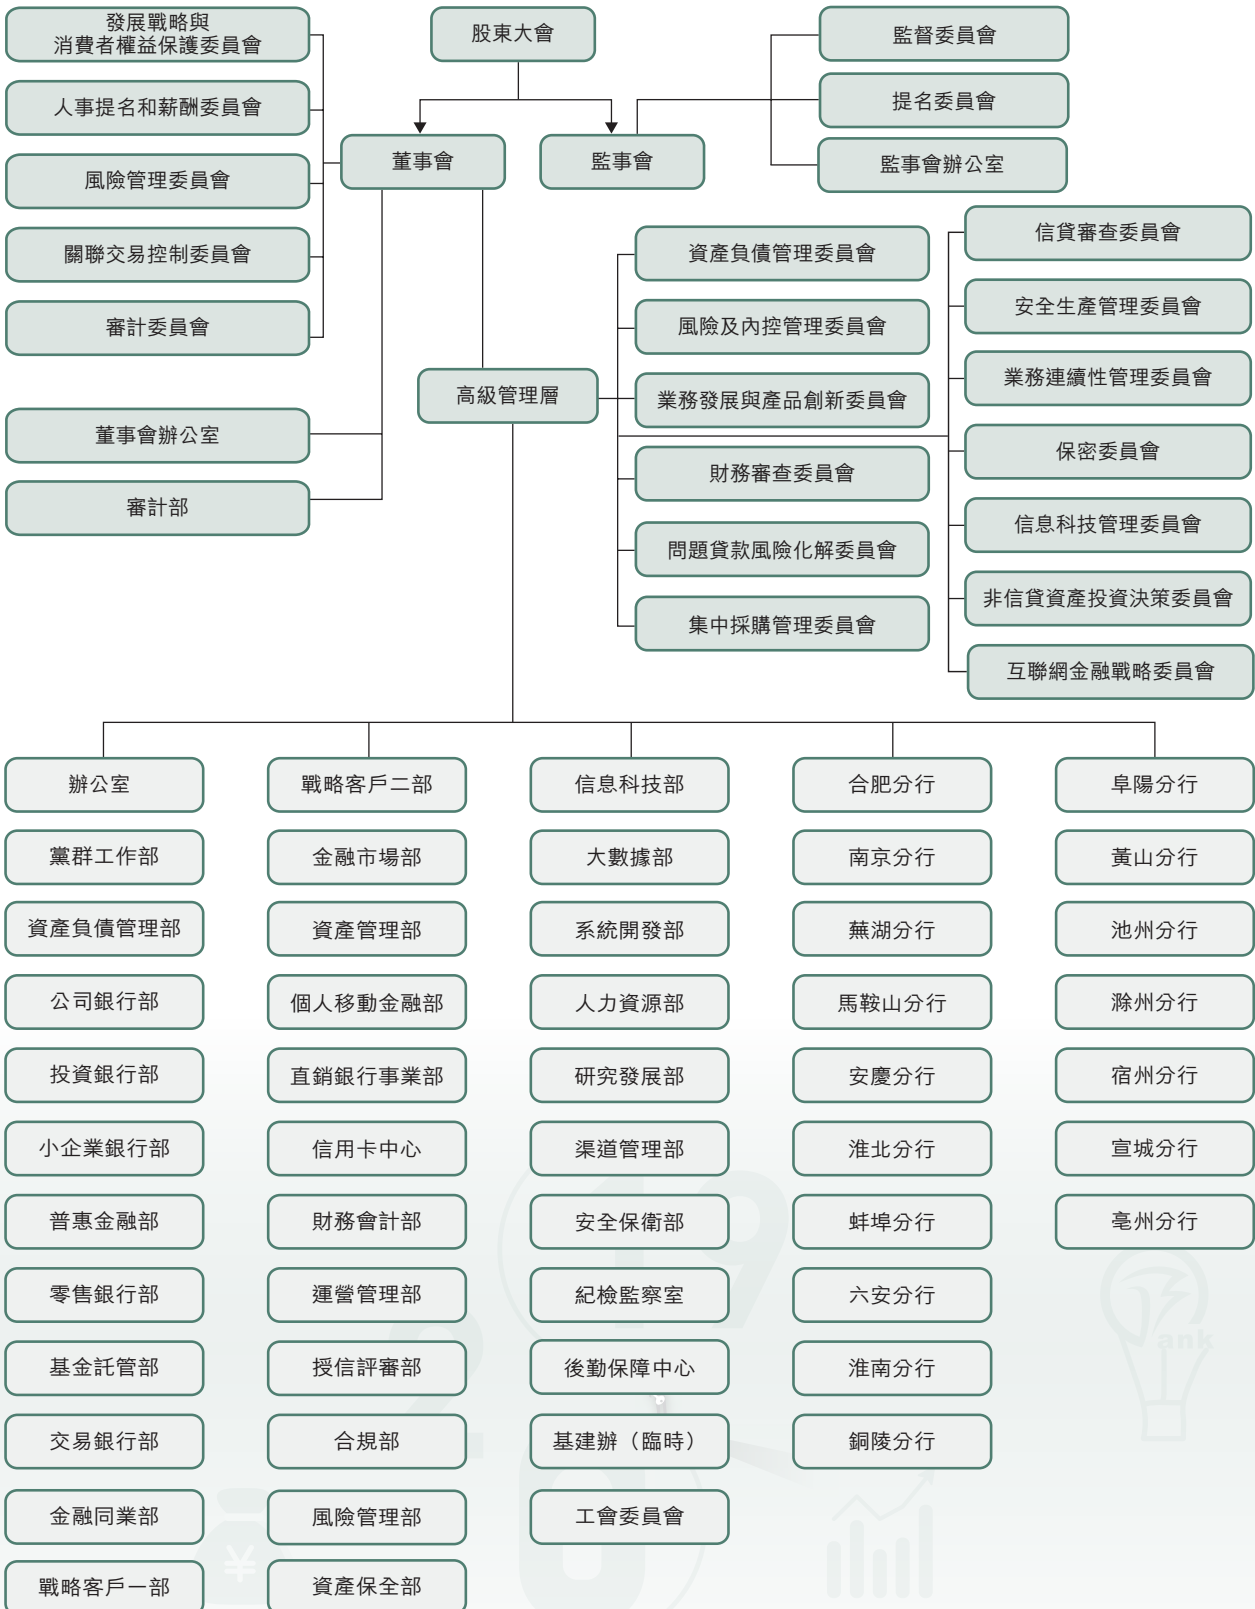 股東大會
董事會
監事會
發展戰略與
消費者權益保護委員會
人事提名和薪酬委員會
風險管理委員會
關聯交易控制委員會
審計委員會
董事會辦公室
審計部
監督委員會
提名委員會
監事會辦公室
高級管理層
資產負債管理委員會
風險及內控管理委員會
業務發展與產品創新委員會
財務審查委員會
問題貸款風險化解委員會
集中採購管理委員會
信貸審查委員會
安全生產管理委員會
業務連續性管理委員會
保密委員會
信息科技管理委員會
非信貸資產投資決策委員會
互聯網金融戰略委員會
辦公室
黨群工作部
資產負債管理部
公司銀行部
投資銀行部
小企業銀行部
普惠金融部
零售銀行部
基金託管部
交易銀行部
金融同業部
戰略客戶一部
戰略客戶二部
金融市場部
資產管理部
個人移動金融部
直銷銀行事業部
信用卡中心
財務會計部
運營管理部
授信評審部
合規部
風險管理部
資產保全部
信息科技部
大數據部
系統開發部
人力資源部
研究發展部
渠道管理部
安全保衛部
紀檢監察室
後勤保障中心
基建辦（臨時）
工會委員會
合肥分行
南京分行
蕪湖分行
馬鞍山分行
安慶分行
淮北分行
蚌埠分行
六安分行
淮南分行
銅陵分行
阜陽分行
黃山分行
池州分行
滁州分行
宿州分行
宣城分行
亳州分行
2019
ank
¥